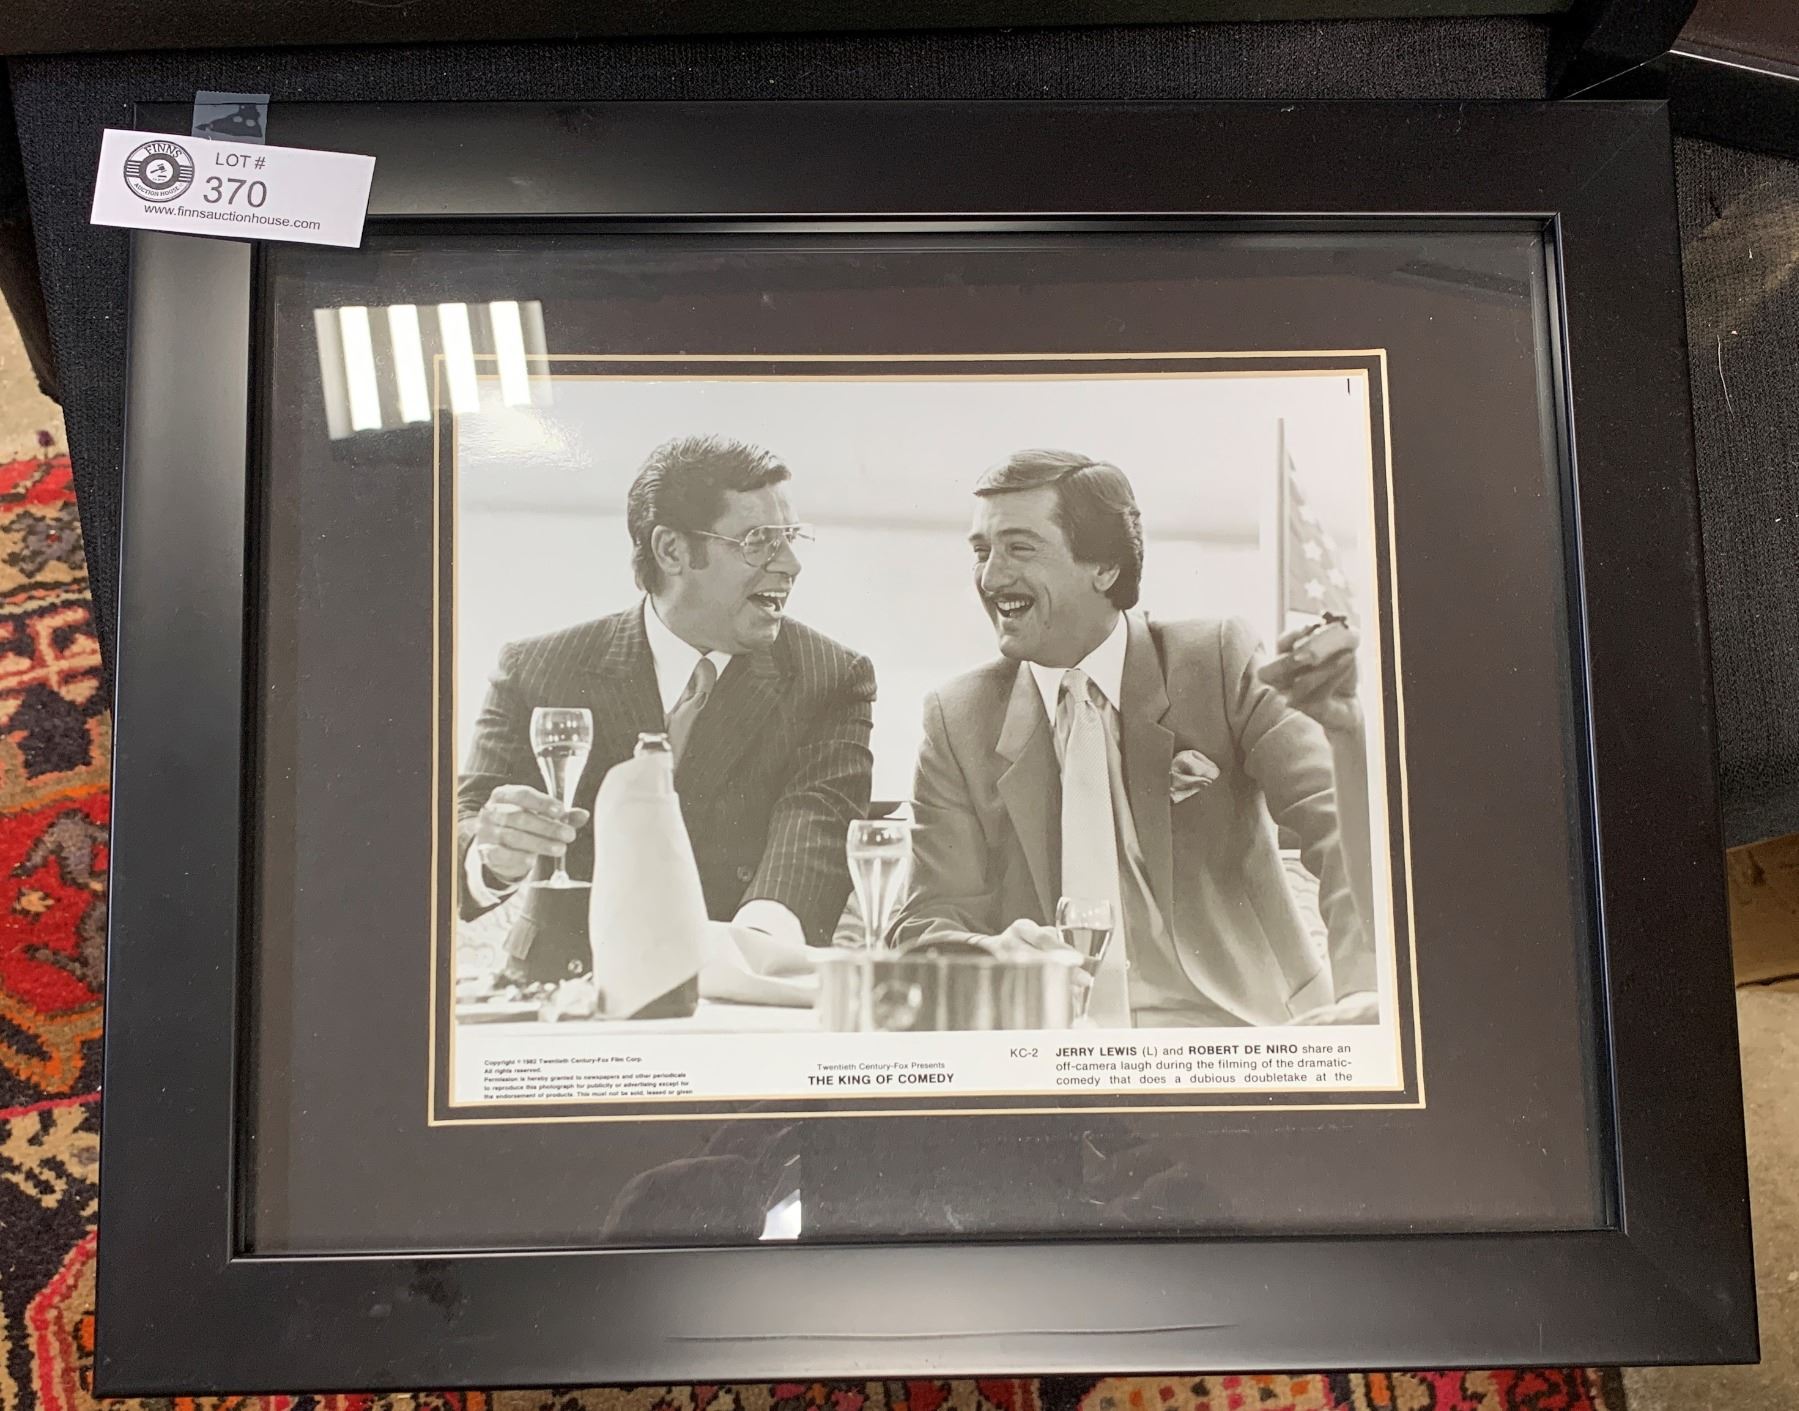 FINNS
AUCTION HOUSE
LOT #
370
www.finnsauctionhouse.com
Copyright © 1982 Twentieth Century-Fox Film Corp.
All rights reserved.
Permission is hereby granted to newspapers and other periodicals
to reproduce this photograph for publicity or advertising except for
the endorsement of products. This must not be sold, leased or given
Twentieth Century-Fox Presents
THE KING OF COMEDY
KC-2 JERRY LEWIS (L) and ROBERT DE NIRO share an
off-camera laugh during the filming of the dramatic-
comedy that does a dubious doubletake at the